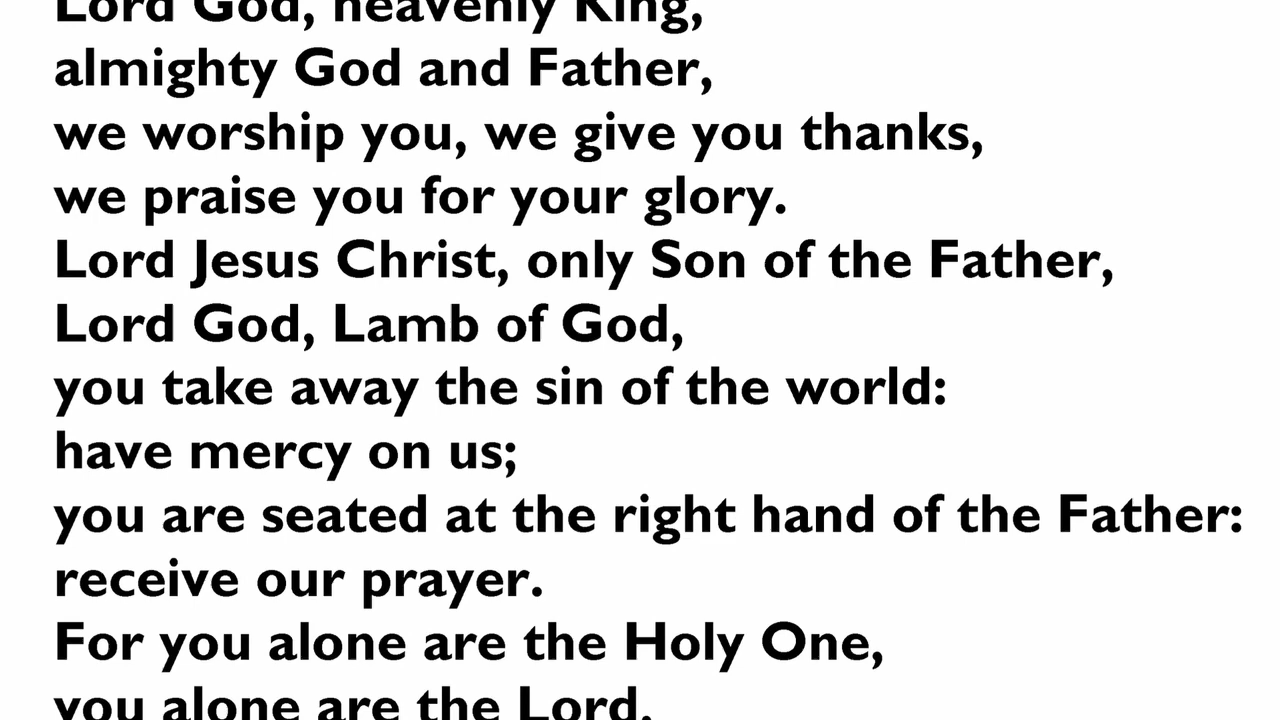 Lord God, heavenly King,
almighty God and Father,
we worship you, we give you thanks,
we praise you for your glory.
Lord Jesus Christ, only Son of the Father,
Lord God, Lamb of God,
you take away the sin of the world:
have mercy on us;
you are seated at the right hand of the Father:
receive our prayer.
For you alone are the Holy One,
you alone are the Lord,